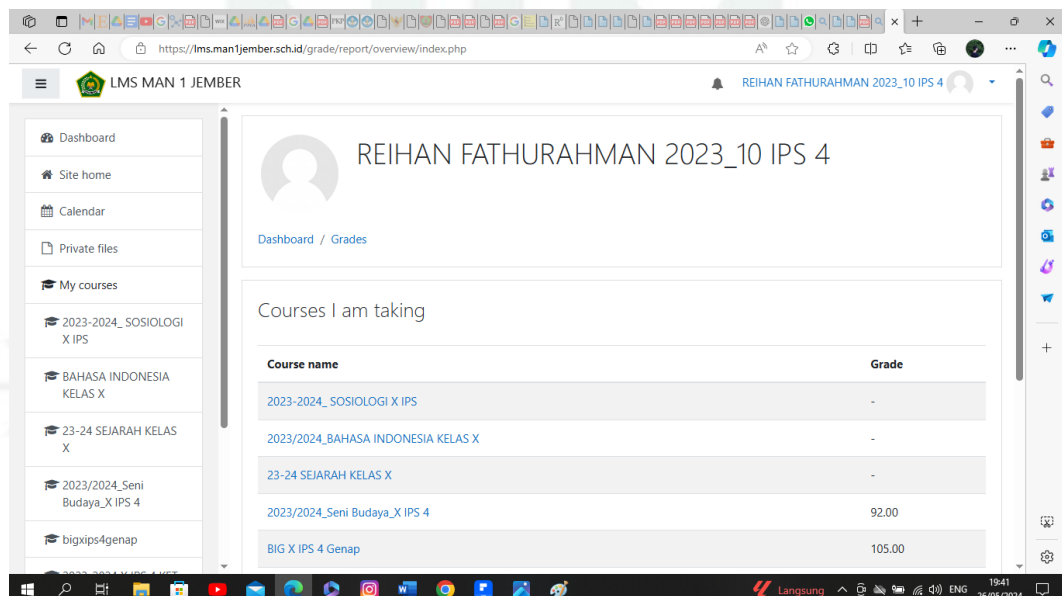 https://lms.man1jember.sch.id/grade/report/overview/index.php
LMS MAN 1 JEMBER
REIHAN FATHURAHMAN 2023_10 IPS 4
Dashboard
Site home
Calendar
Private files
My courses
2023-2024_ SOSIOLOGI
X IPS
BAHASA INDONESIA
KELAS X
23-24 SEJARAH KELAS
X
2023/2024_Seni
Budaya_X IPS 4
bigxips4genap
REIHAN FATHURAHMAN 2023_10 IPS 4
Dashboard / Grades
Courses I am taking
Course name Grade
2023-2024_ SOSIOLOGI X IPS -
2023/2024_BAHASA INDONESIA KELAS X -
23-24 SEJARAH KELAS X -
2023/2024_Seni Budaya_X IPS 4 92.00
BIG X IPS 4 Genap 105.00
Langsung
ENG
19:41
26/05/2024